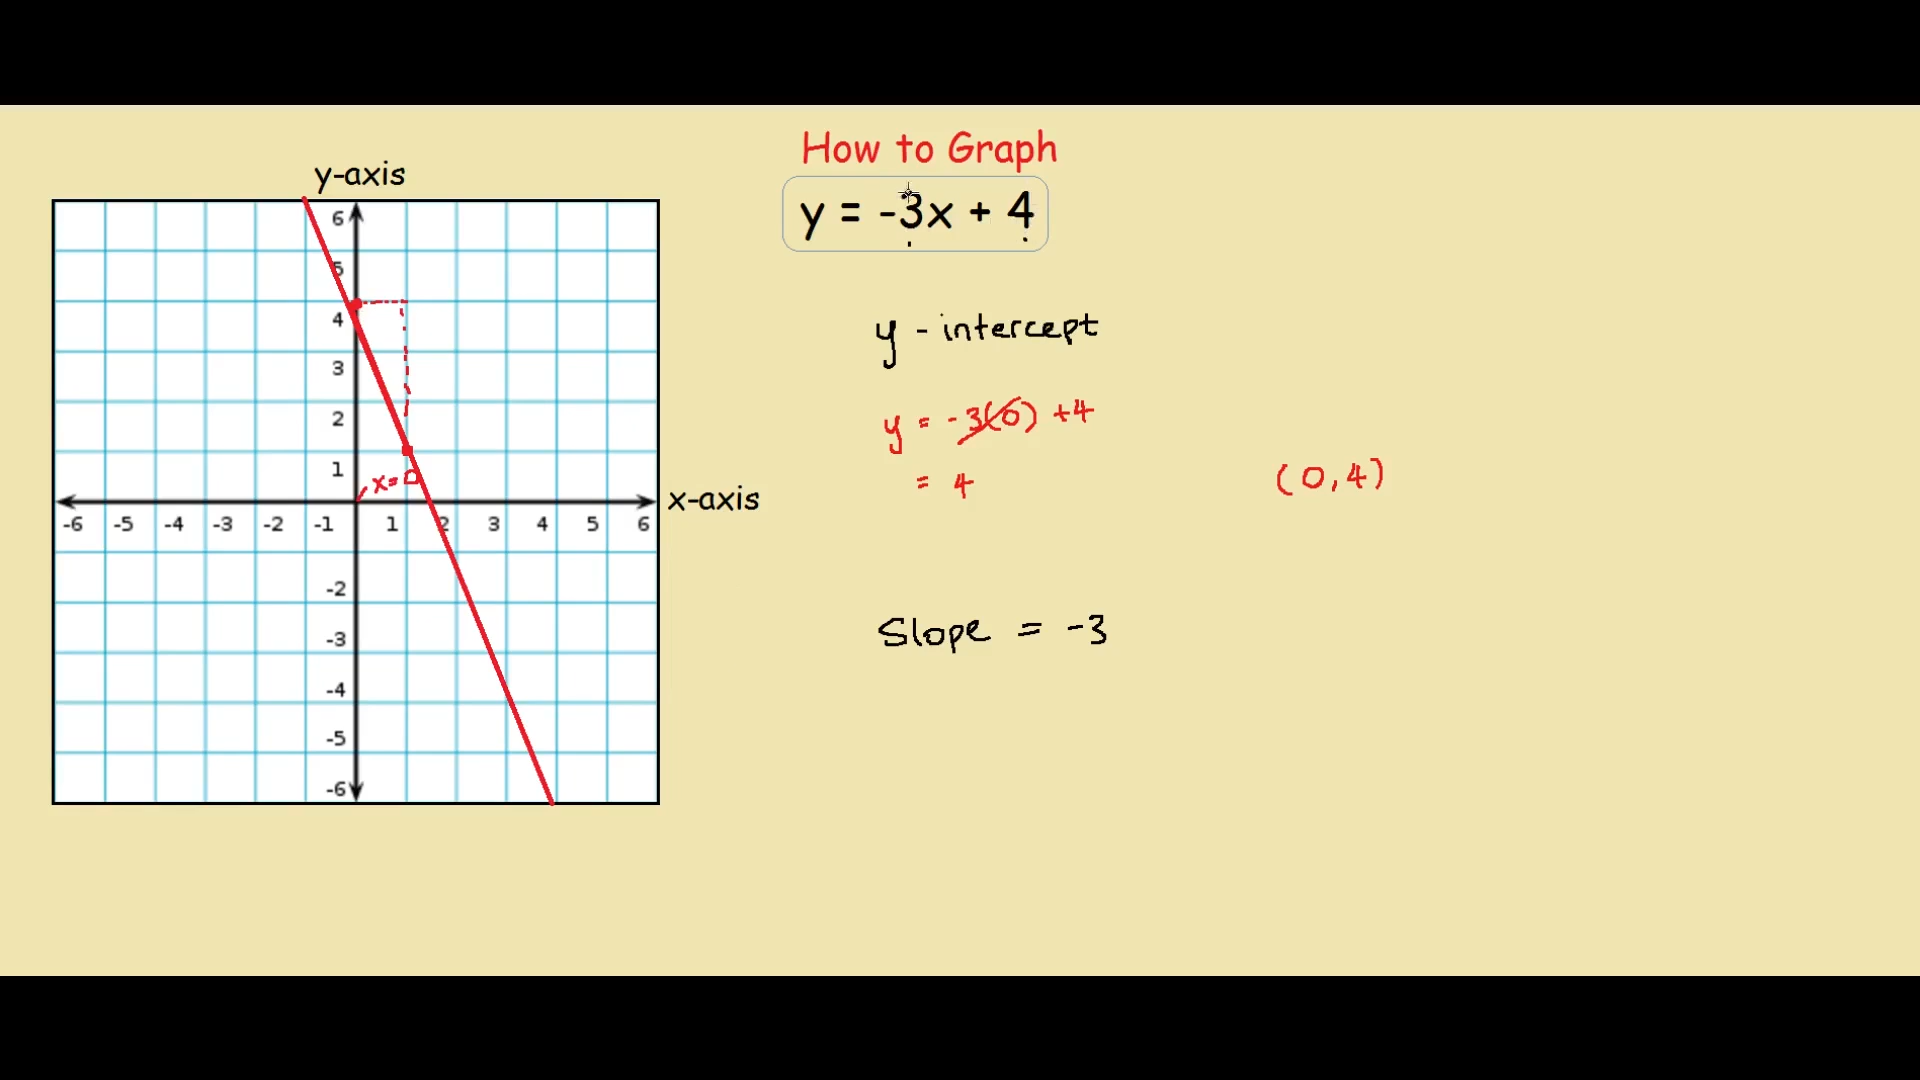 How to Graph
y = -3x + 4
y-axis
6
5
4
3
2
1
x=0
-6 -5 -4 -3 -2 -1 1 2 3 4 5 6
x-axis
-2
-3
-4
-5
-6
y - intercept
y = -3(0) +4
= 4
(0,4)
Slope = -3